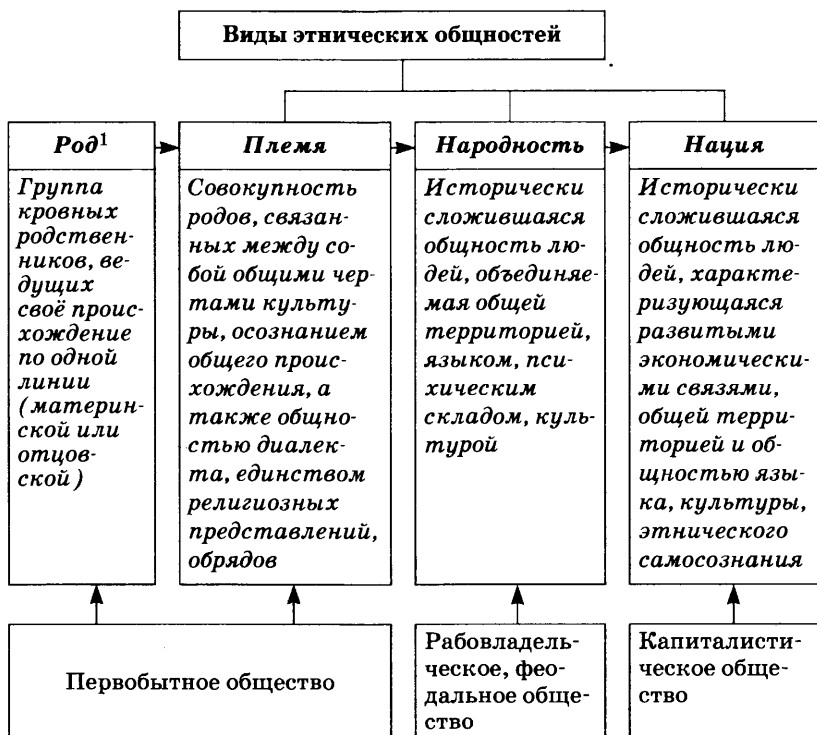 Виды этнических общностей
Род¹
Группа
кровных
родствен-
ников, ве-
дущих
своё проис-
хождение
по одной
линии
(материн-
ской или
отцов-
ской)
Племя
Совокупность
родов, связан-
ных между со-
бой общими чер-
тами культу-
ры, осознанием
общего проис-
хождения, а
также общно-
стью диалек-
та, единством
религиозных
представлений,
обрядов
Народность
Исторически
сложившаяся
общность лю-
дей, объединяе-
мая общей
территорией,
языком, пси-
хическим
складом, куль-
турой
Нация
Исторически
сложившаяся
общность лю-
дей, характе-
ризующаяся
развитыми
экономически-
ми связями,
общей терри-
торией и об-
щностью язы-
ка, культуры,
этнического
самосознания
Первобытное общество
Рабовладель-
ческое, фео-
дальное обще-
ство
Капиталисти-
ческое обще-
ство